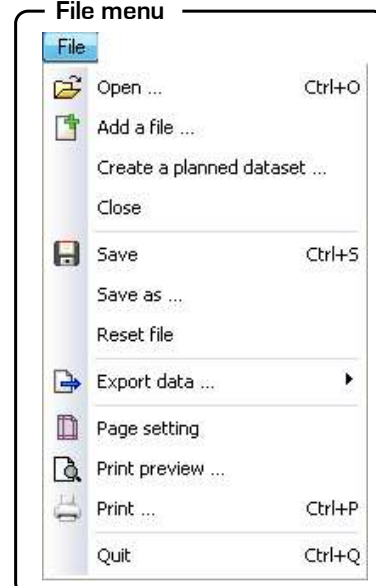 File menu
File
Open ... Ctrl+O
Add a file ...
Create a planned dataset ...
Close
Save Ctrl+S
Save as ...
Reset file
Export data ...
Page setting
Print preview ...
Print ... Ctrl+P
Quit Ctrl+Q